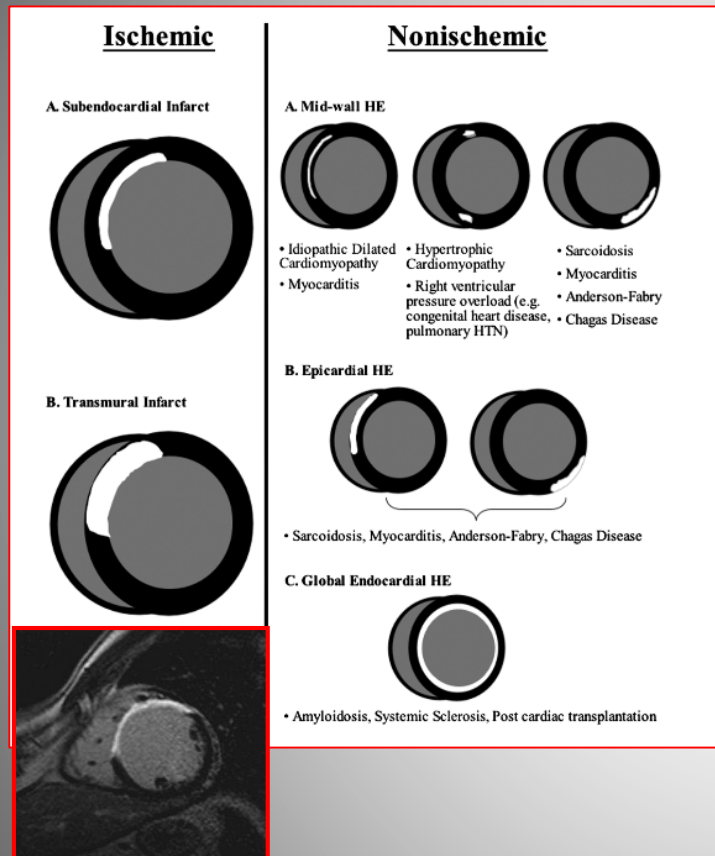 Ischemic
Nonischemic
A. Subendocardial Infarct
B. Transmural Infarct
A. Mid-wall HE
• Idiopathic Dilated
Cardiomyopathy
• Myocarditis
• Hypertrophic
Cardiomyopathy
• Right ventricular
pressure overload (e.g.
congenital heart disease,
pulmonary HTN)
• Sarcoidosis
• Myocarditis
• Anderson-Fabry
• Chagas Disease
B. Epicardial HE
• Sarcoidosis, Myocarditis, Anderson-Fabry, Chagas Disease
C. Global Endocardial HE
• Amyloidosis, Systemic Sclerosis, Post cardiac transplantation